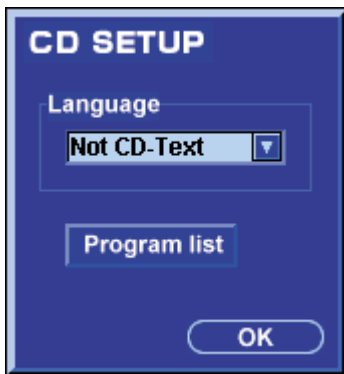 CD SETUP
Language
Not CD-Text
Program list
OK